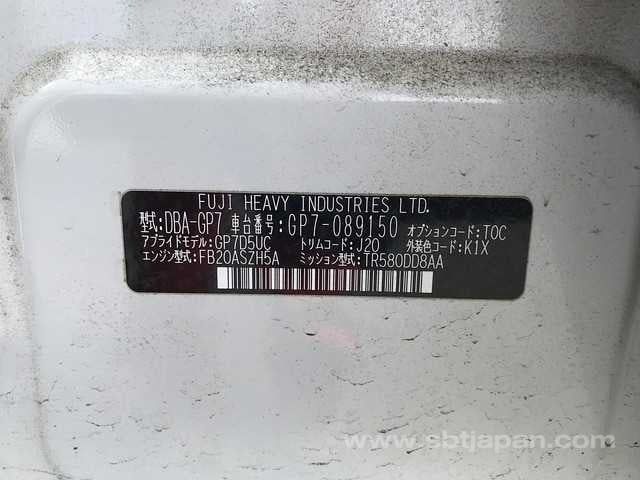 FUJI HEAVY INDUSTRIES LTD.
型式:DBA-GP7 車台番号:GP7-089150 オプションコード:TOC
アプライドモデル:GP7D5UC トリムコード:J20 外装色コード:K1X
エンジン型式:FB20ASZH5A ミッション型式:TR580DD8AA
www.sbtjapan.com